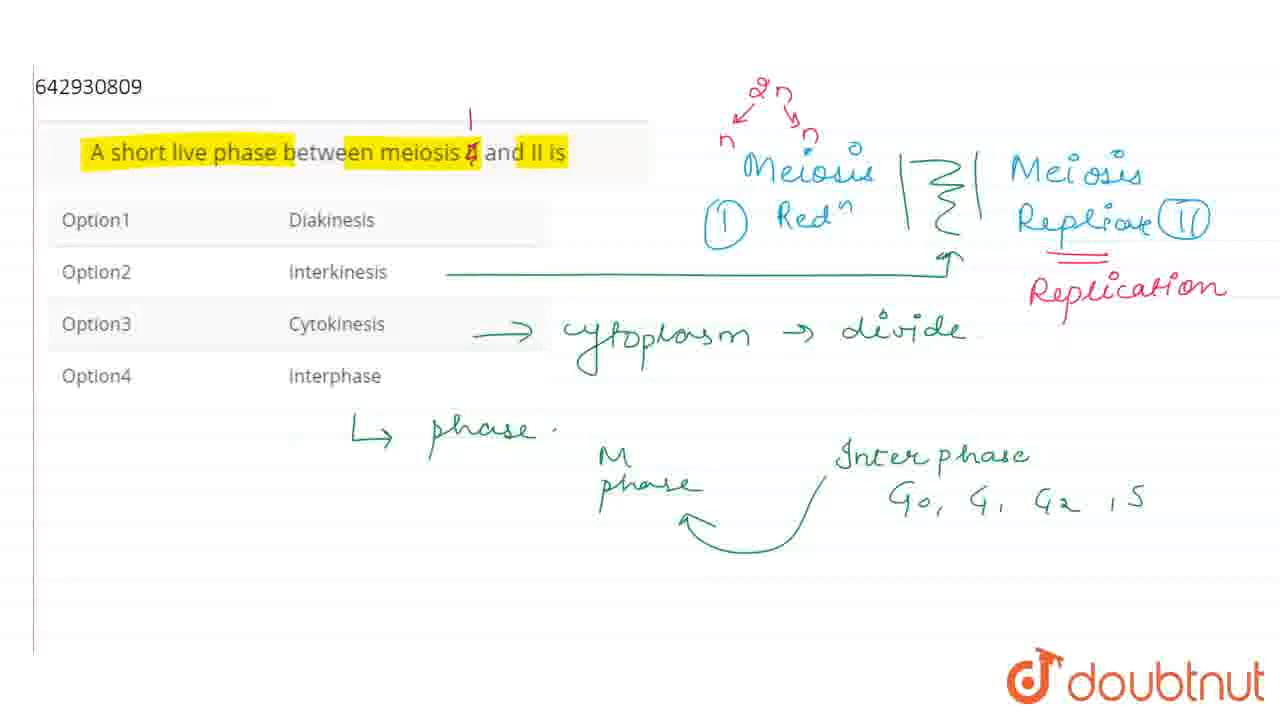 642930809
A short live phase between meiosis I and II is
Option1 Diakinesis
Option2 Interkinesis
Option3 Cytokinesis
Option4 Interphase
2n
n n
Meiosis
I Redⁿ
Meiosis
Replicat II
Replication
→ cytoplasm → divide
↳ phase.
M
phase
Interphase
G0, G1, G2, S
doubtnut